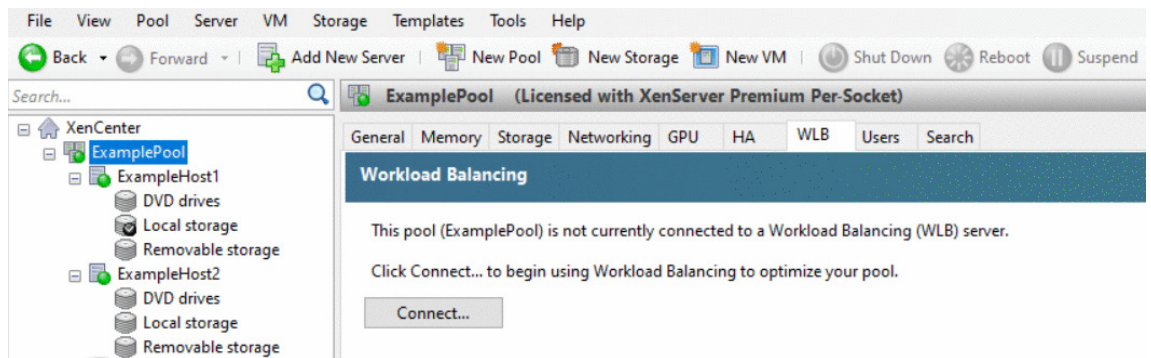 File View Pool Server VM Storage Templates Tools Help
Back Forward Add New Server New Pool New Storage New VM Shut Down Reboot Suspend
Search...
ExamplePool (Licensed with XenServer Premium Per-Socket)
XenCenter
ExamplePool
ExampleHost1
DVD drives
Local storage
Removable storage
ExampleHost2
DVD drives
Local storage
Removable storage
General Memory Storage Networking GPU HA WLB Users Search
Workload Balancing
This pool (ExamplePool) is not currently connected to a Workload Balancing (WLB) server.
Click Connect... to begin using Workload Balancing to optimize your pool.
Connect...